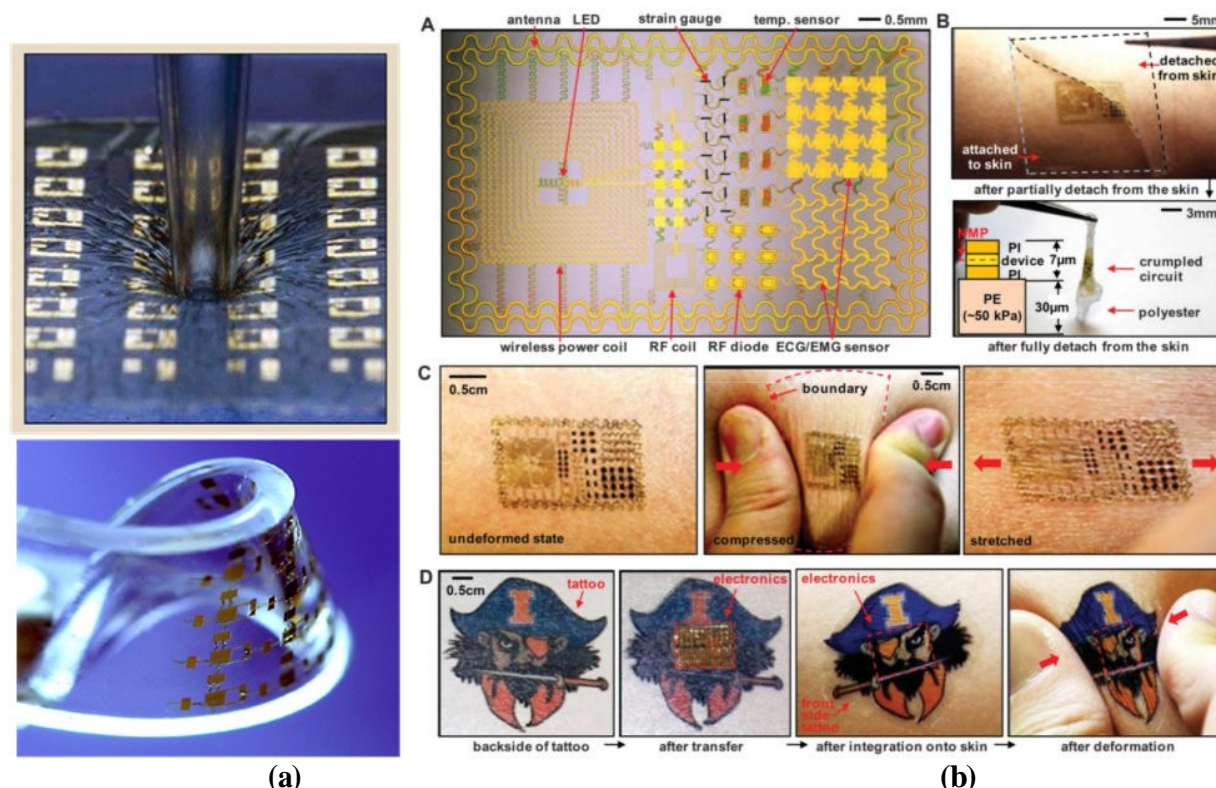 A
antenna LED strain gauge temp. sensor 0.5mm
wireless power coil RF coil RF diode ECG/EMG sensor
B
5mm
detached
from skin
attached
to skin
after partially detach from the skin
3mm
NMP
PI
device
PI
7μm
PE
(~50 kPa)
30μm
crumpled
circuit
polyester
after fully detach from the skin
C
0.5cm
undeformed state
boundary
0.5cm
compressed
stretched
D
0.5cm
tattoo
electronics
electronics
front
side tattoo
I
I
I
I
backside of tattoo after transfer after integration onto skin after deformation
(a) (b)